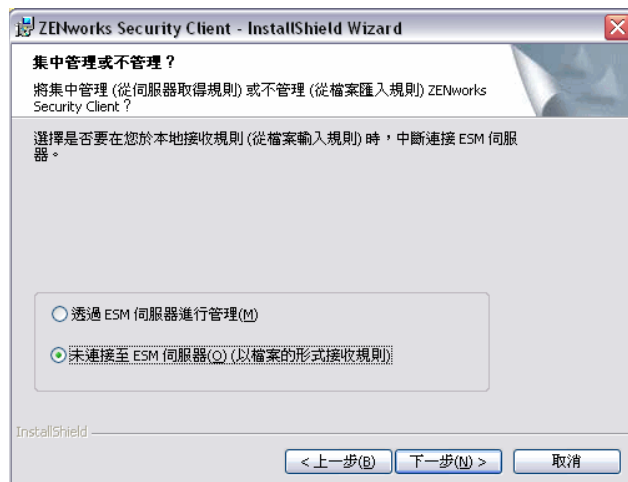 ZENworks Security Client - InstallShield Wizard
集中管理或不管理？
將集中管理 (從伺服器取得規則) 或不管理 (從檔案匯入規則) ZENworks
Security Client？
選擇是否要在您於本地接收規則 (從檔案輸入規則) 時，中斷連接 ESM 伺服
器。
透過 ESM 伺服器進行管理(M)
未連接至 ESM 伺服器(O) (以檔案的形式接收規則)
InstallShield
< 上一步(B)
下一步(N) >
取消